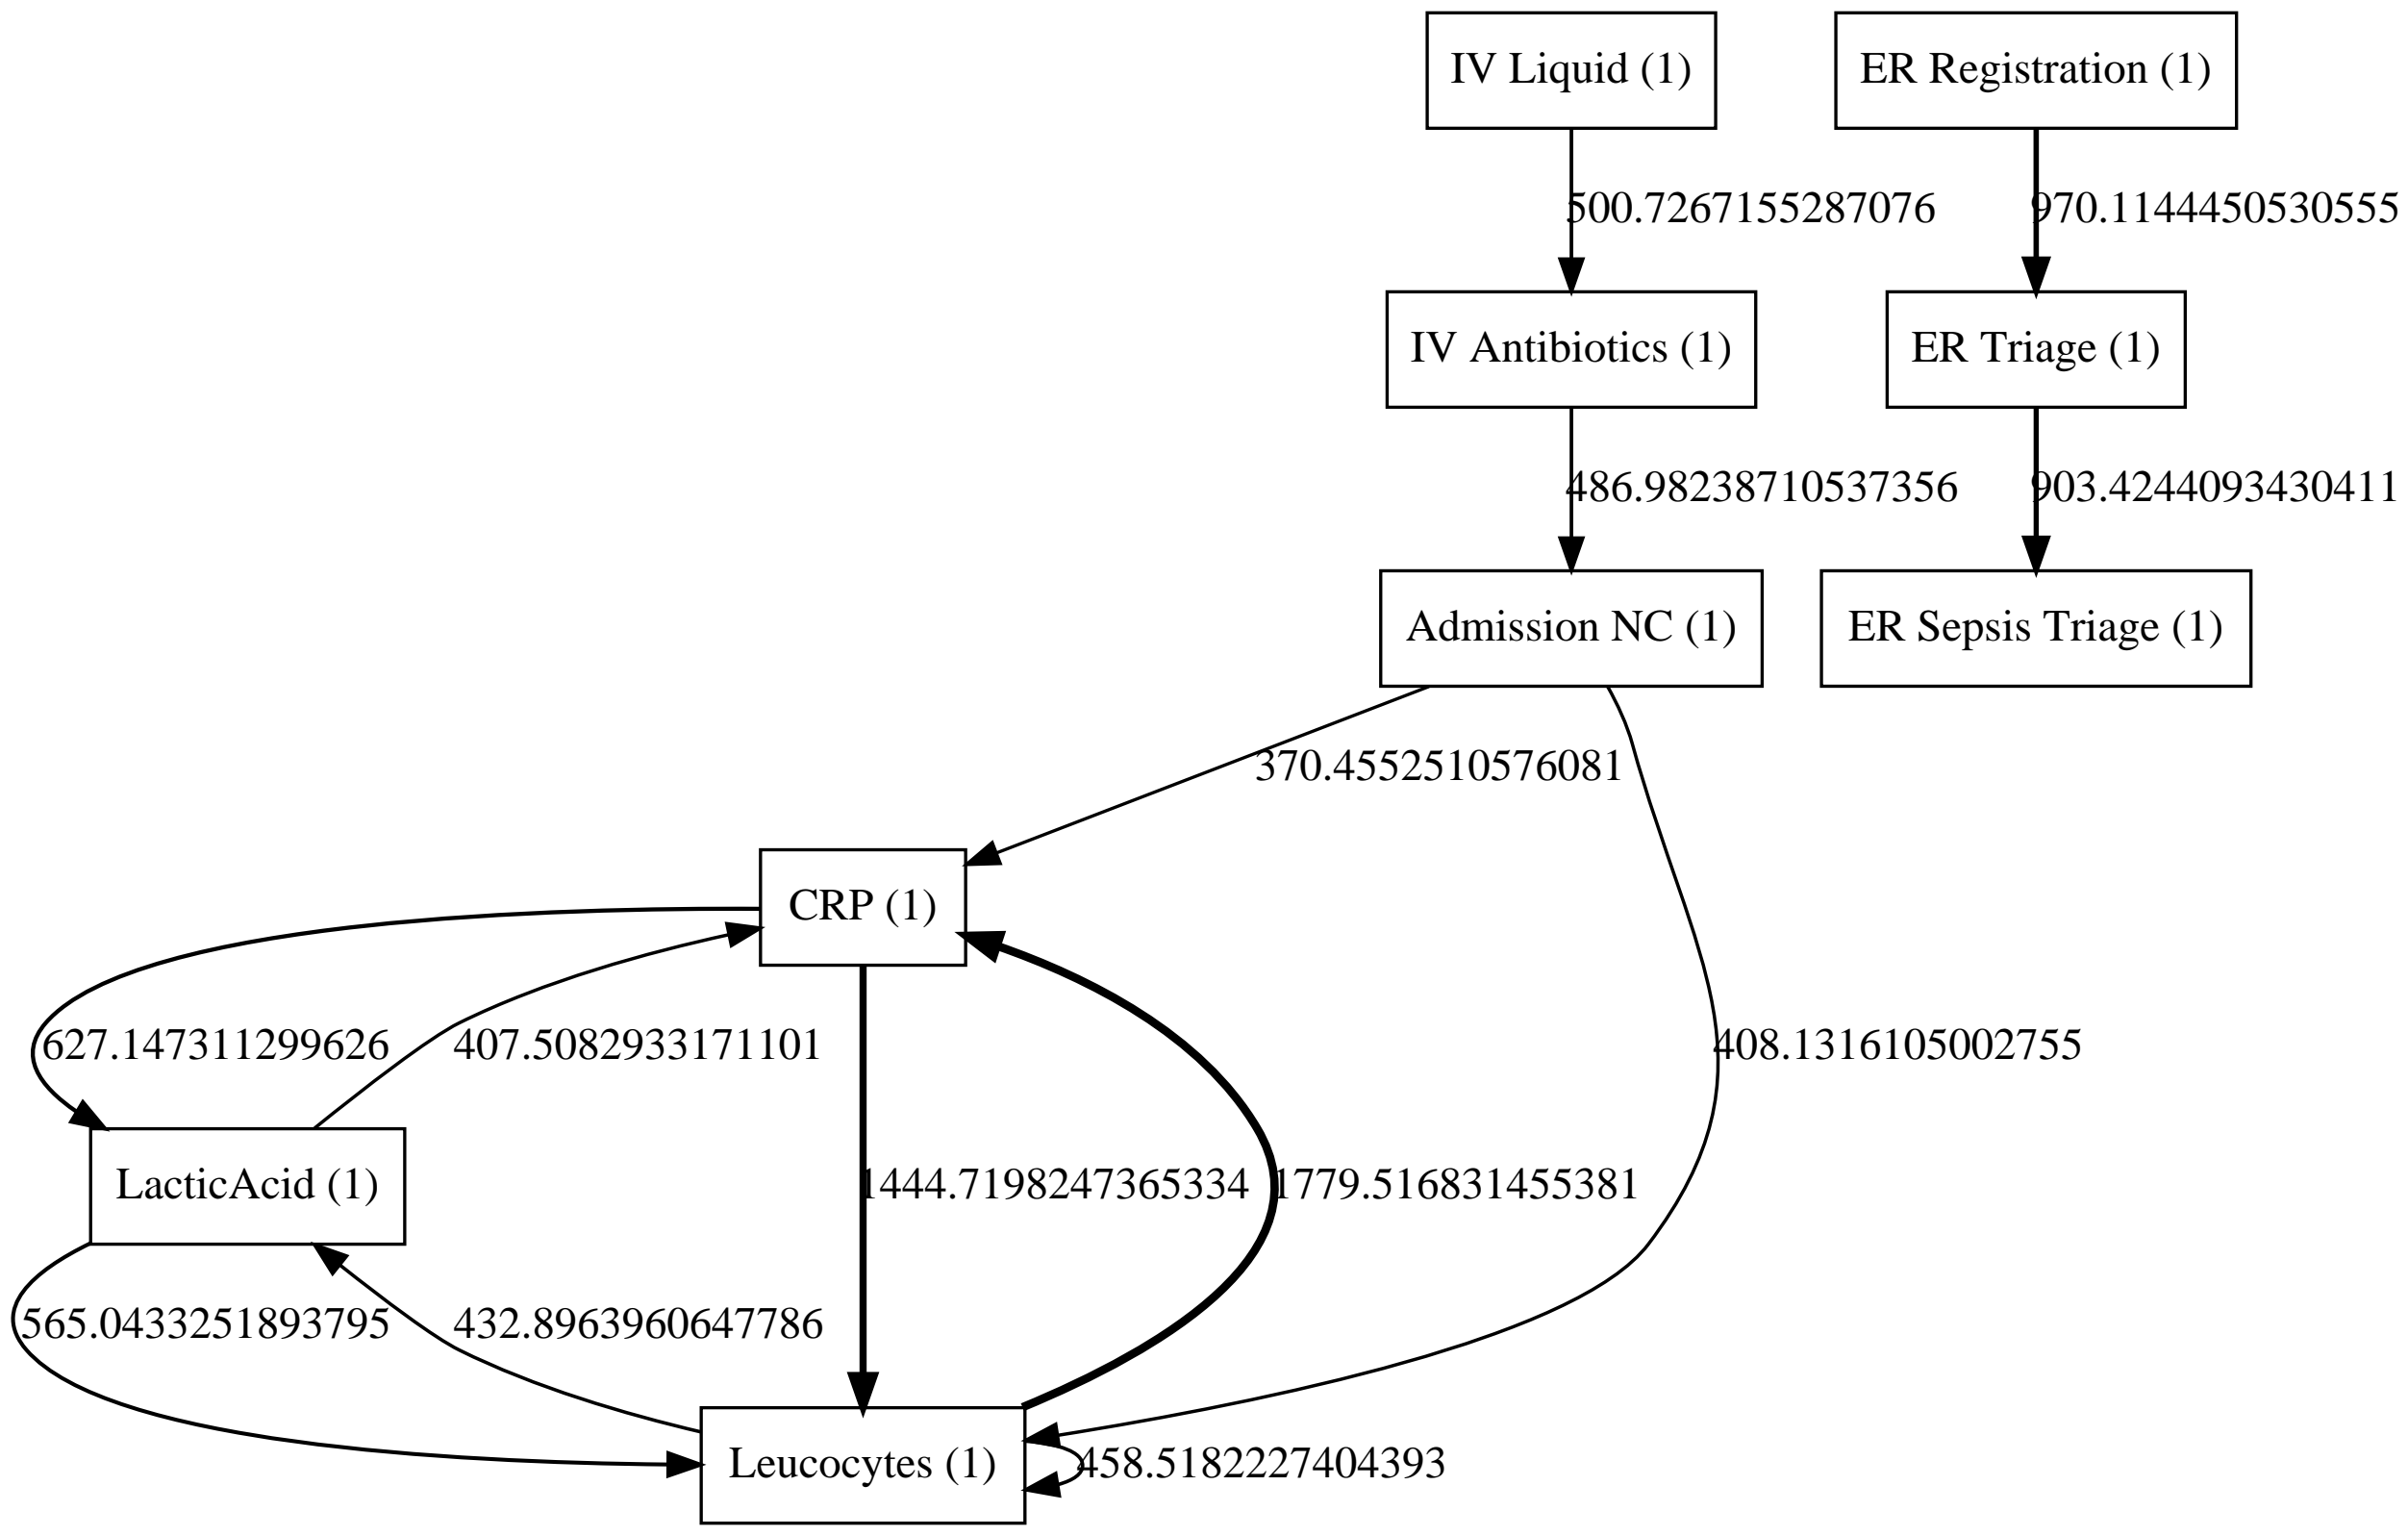 IV Liquid (1)
ER Registration (1)
500.7267155287076
970.1144450530555
IV Antibiotics (1)
ER Triage (1)
486.98238710537356
903.4244093430411
Admission NC (1)
ER Sepsis Triage (1)
370.4552510576081
CRP (1)
627.147311299626
407.5082933171101
408.1316105002755
LacticAcid (1)
1444.7198247365334
1779.516831455381
565.0433251893795
432.8963960647786
Leucocytes (1)
458.5182227404393